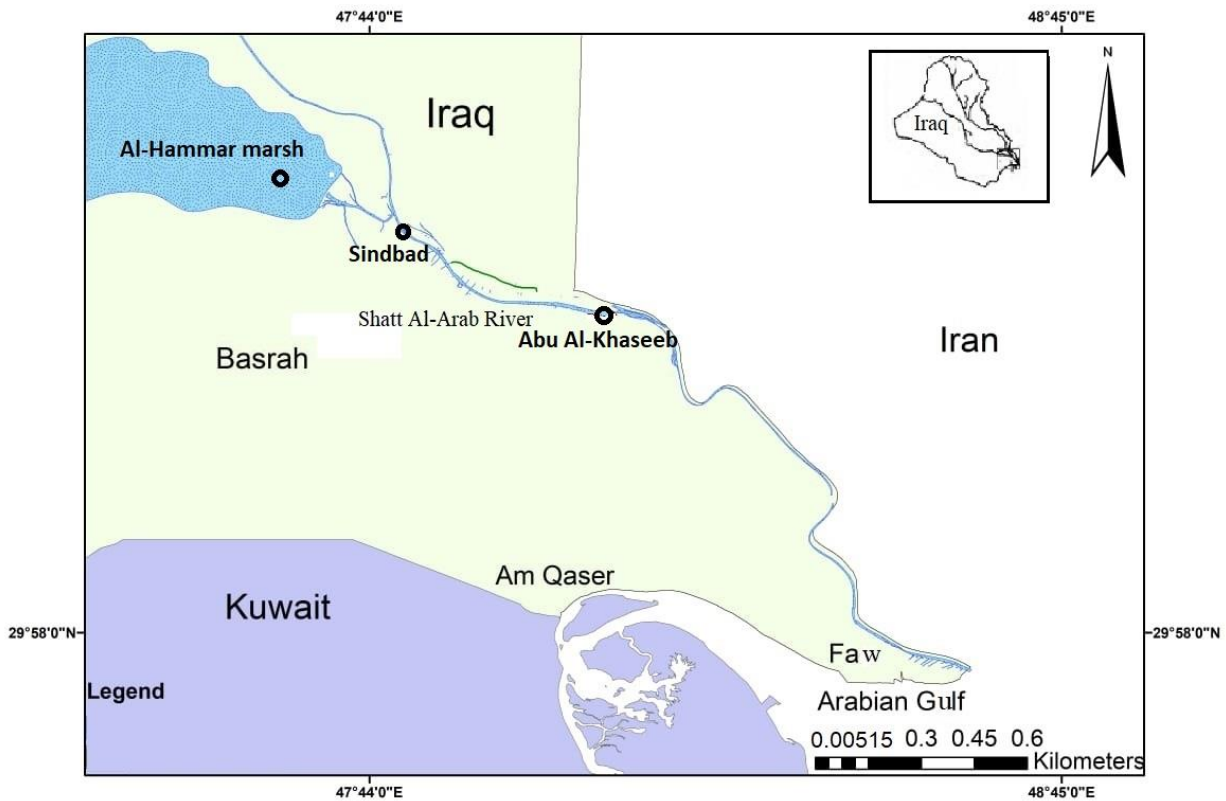 47°44'0"E 48°45'0"E
N
Iraq
Iraq
Al-Hammar marsh
Sindbad
Shatt Al-Arab River
Abu Al-Khaseeb
Basrah
Iran
Am Qaser
Kuwait
29°58'0"N 29°58'0"N
Faw
Legend
Arabian Gulf
0.00515 0.3 0.45 0.6
Kilometers
47°44'0"E 48°45'0"E